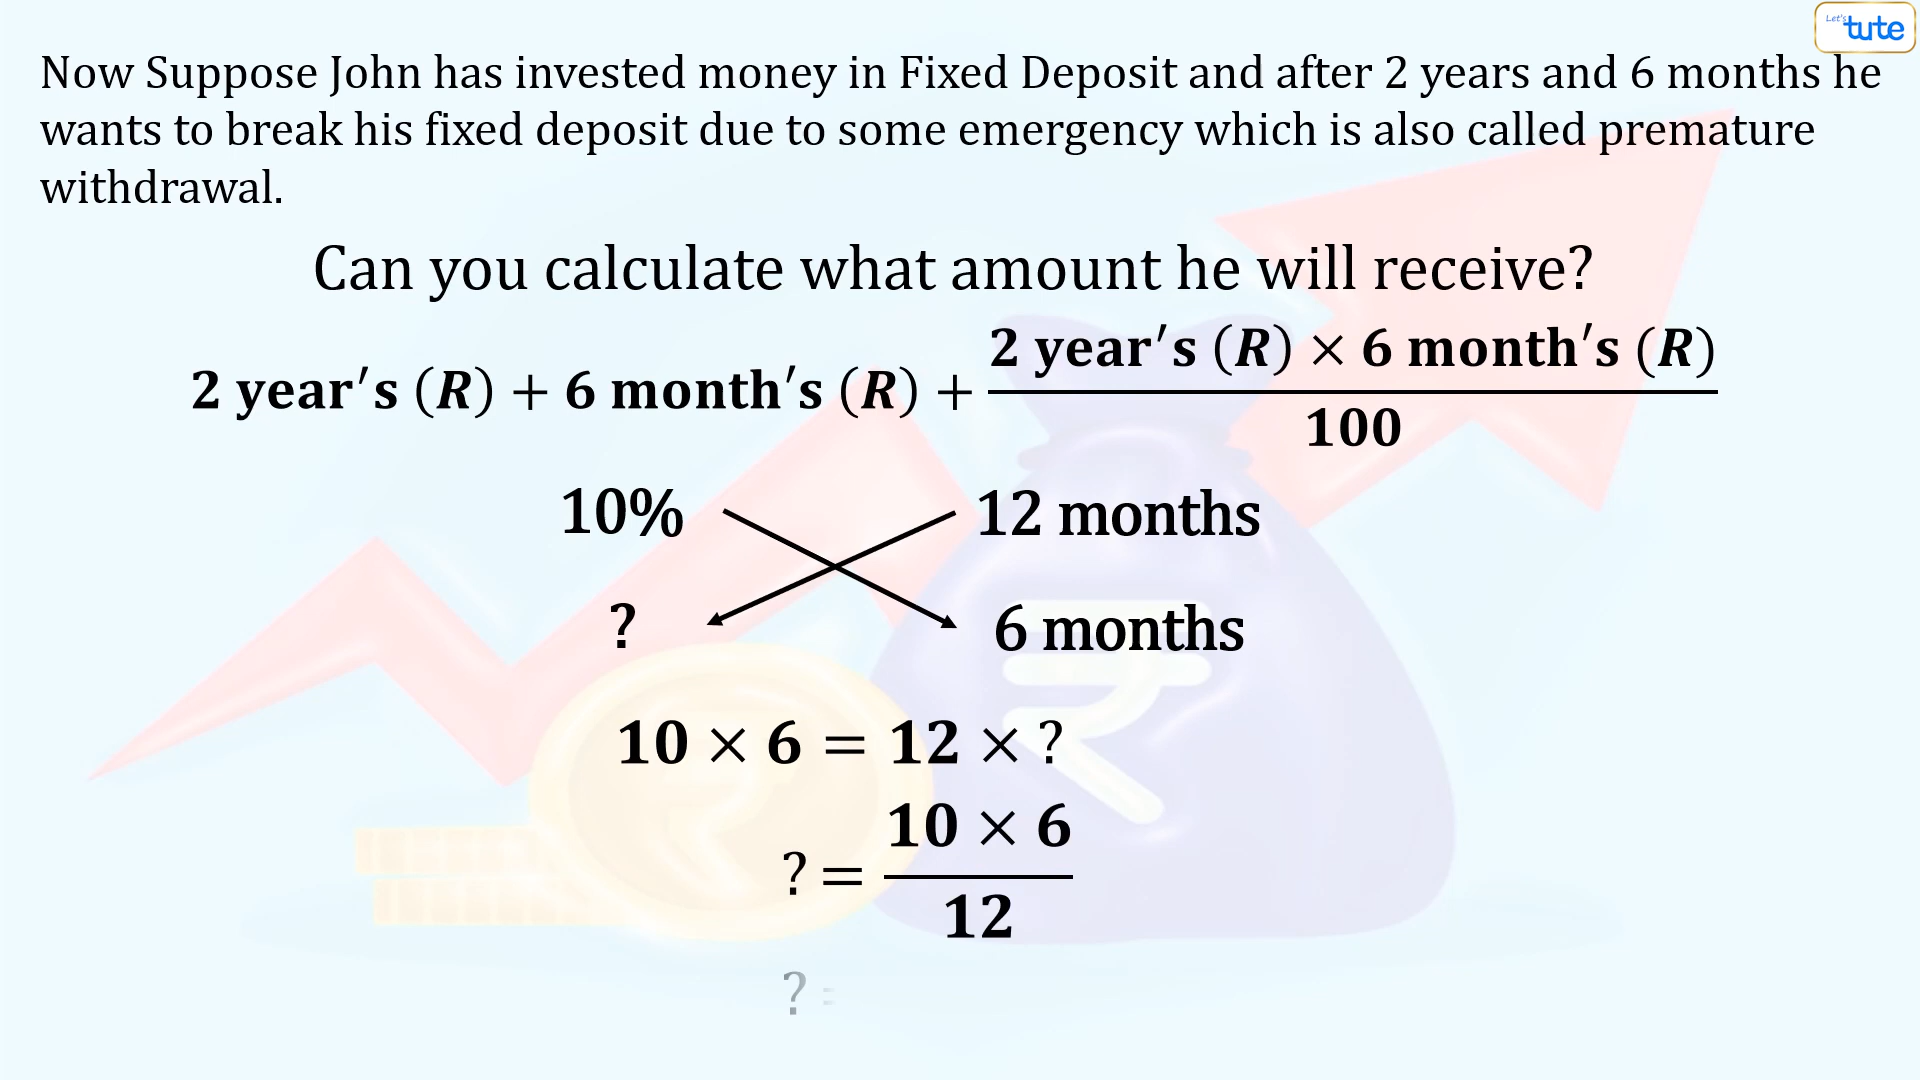 Let's tute
Now Suppose John has invested money in Fixed Deposit and after 2 years and 6 months he
wants to break his fixed deposit due to some emergency which is also called premature
withdrawal.
Can you calculate what amount he will receive?
2 year′s (R) + 6 month′s (R) + 2 year′s (R) × 6 month′s (R)
100
10% 12 months
? 6 months
10 × 6 = 12 × ?
? = 10 × 6
12
? =